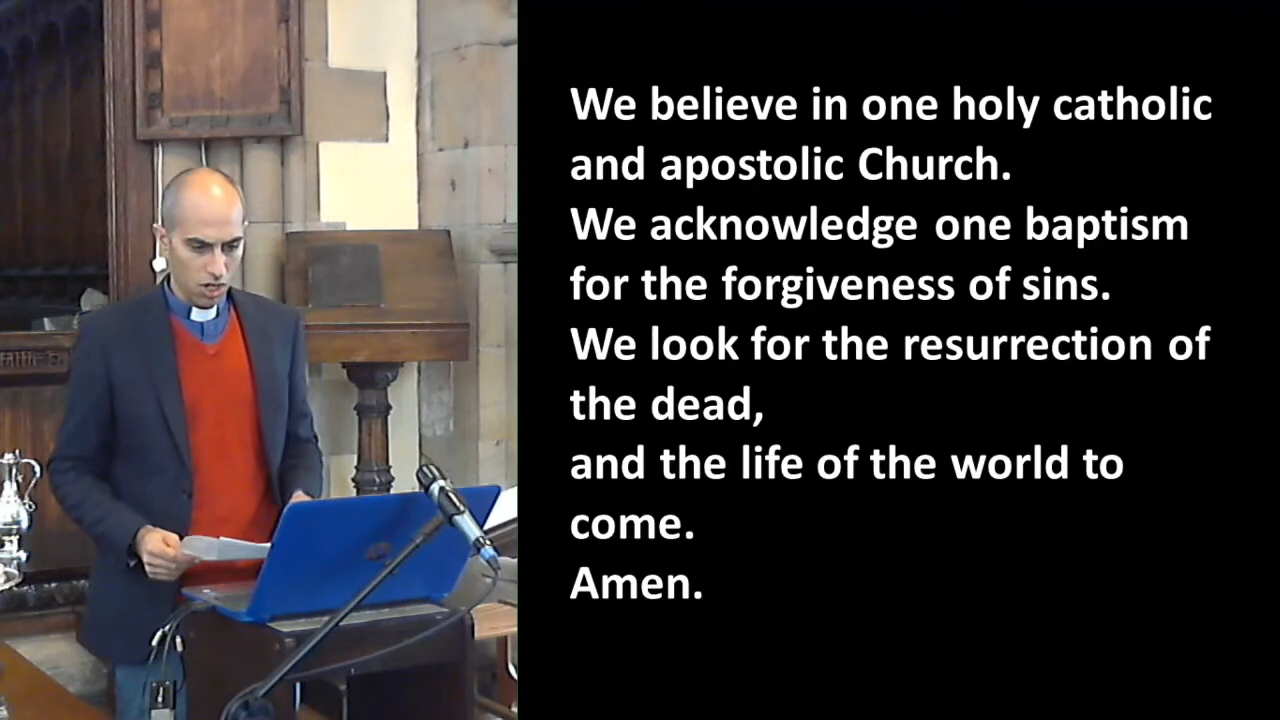 We believe in one holy catholic
and apostolic Church.
We acknowledge one baptism
for the forgiveness of sins.
We look for the resurrection of
the dead,
and the life of the world to
come.
Amen.
faith